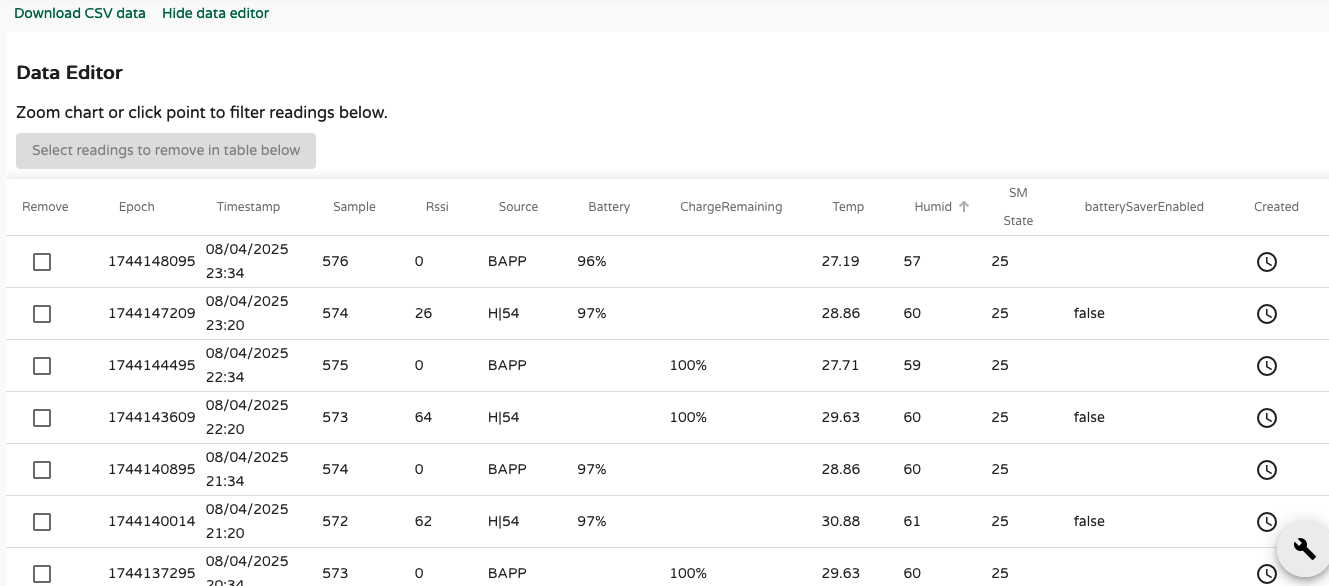 Download CSV data Hide data editor
Data Editor
Zoom chart or click point to filter readings below.
Select readings to remove in table below
Remove Epoch Timestamp Sample Rssi Source Battery ChargeRemaining Temp Humid SM State batterySaverEnabled Created
1744148095 08/04/2025 23:34 576 0 BAPP 96% 27.19 57 25
1744147209 08/04/2025 23:20 574 26 H|54 97% 28.86 60 25 false
1744144495 08/04/2025 22:34 575 0 BAPP 100% 27.71 59 25
1744143609 08/04/2025 22:20 573 64 H|54 100% 29.63 60 25 false
1744140895 08/04/2025 21:34 574 0 BAPP 97% 28.86 60 25
1744140014 08/04/2025 21:20 572 62 H|54 97% 30.88 61 25 false
1744137295 08/04/2025 20:34 573 0 BAPP 100% 29.63 60 25